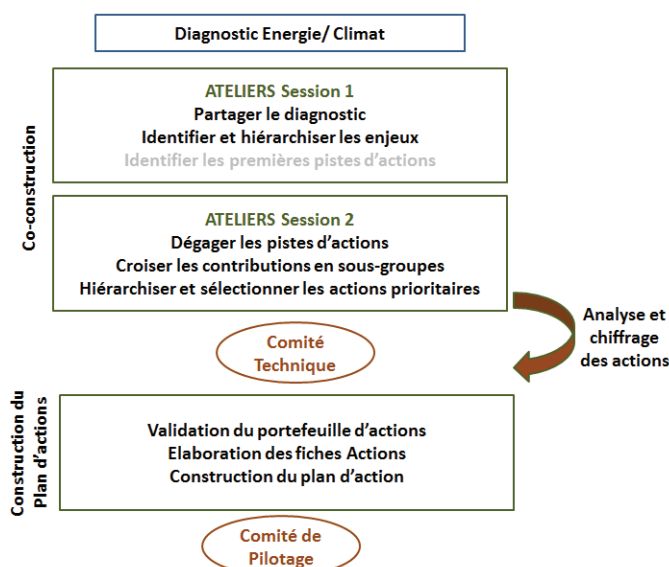 Diagnostic Energie/ Climat
Co-construction
ATELIERS Session 1
Partager le diagnostic
Identifier et hiérarchiser les enjeux
Identifier les premières pistes d'actions
ATELIERS Session 2
Dégager les pistes d'actions
Croiser les contributions en sous-groupes
Hiérarchiser et sélectionner les actions prioritaires
Analyse et
chiffrage
des actions
Comité
Technique
Construction du
Plan d'actions
Validation du portefeuille d'actions
Elaboration des fiches Actions
Construction du plan d'action
Comité de
Pilotage